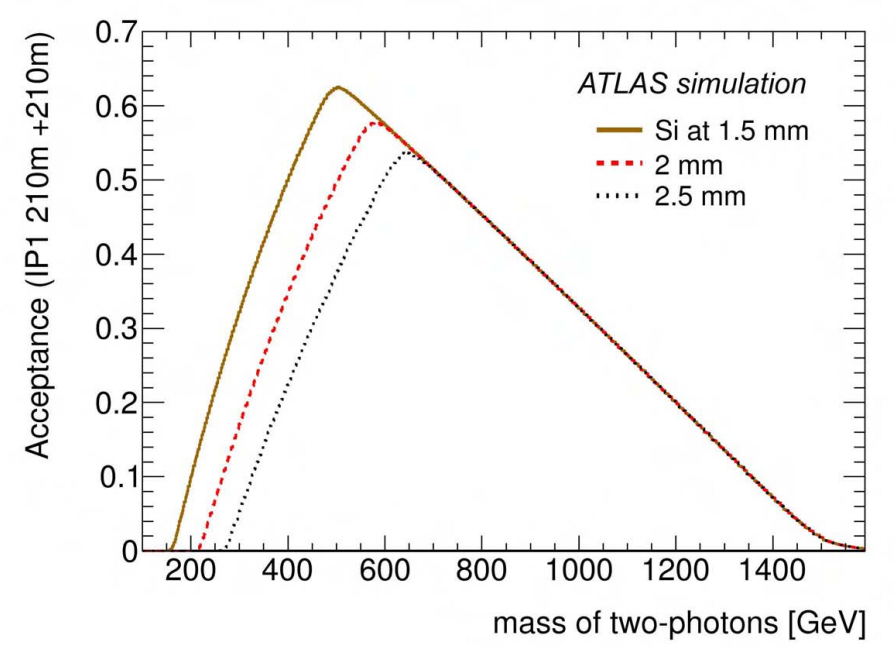 Acceptance (IP1 210m +210m)
0.7
0.6
0.5
0.4
0.3
0.2
0.1
0
ATLAS simulation
Si at 1.5 mm
2 mm
2.5 mm
200 400 600 800 1000 1200 1400
mass of two-photons [GeV]